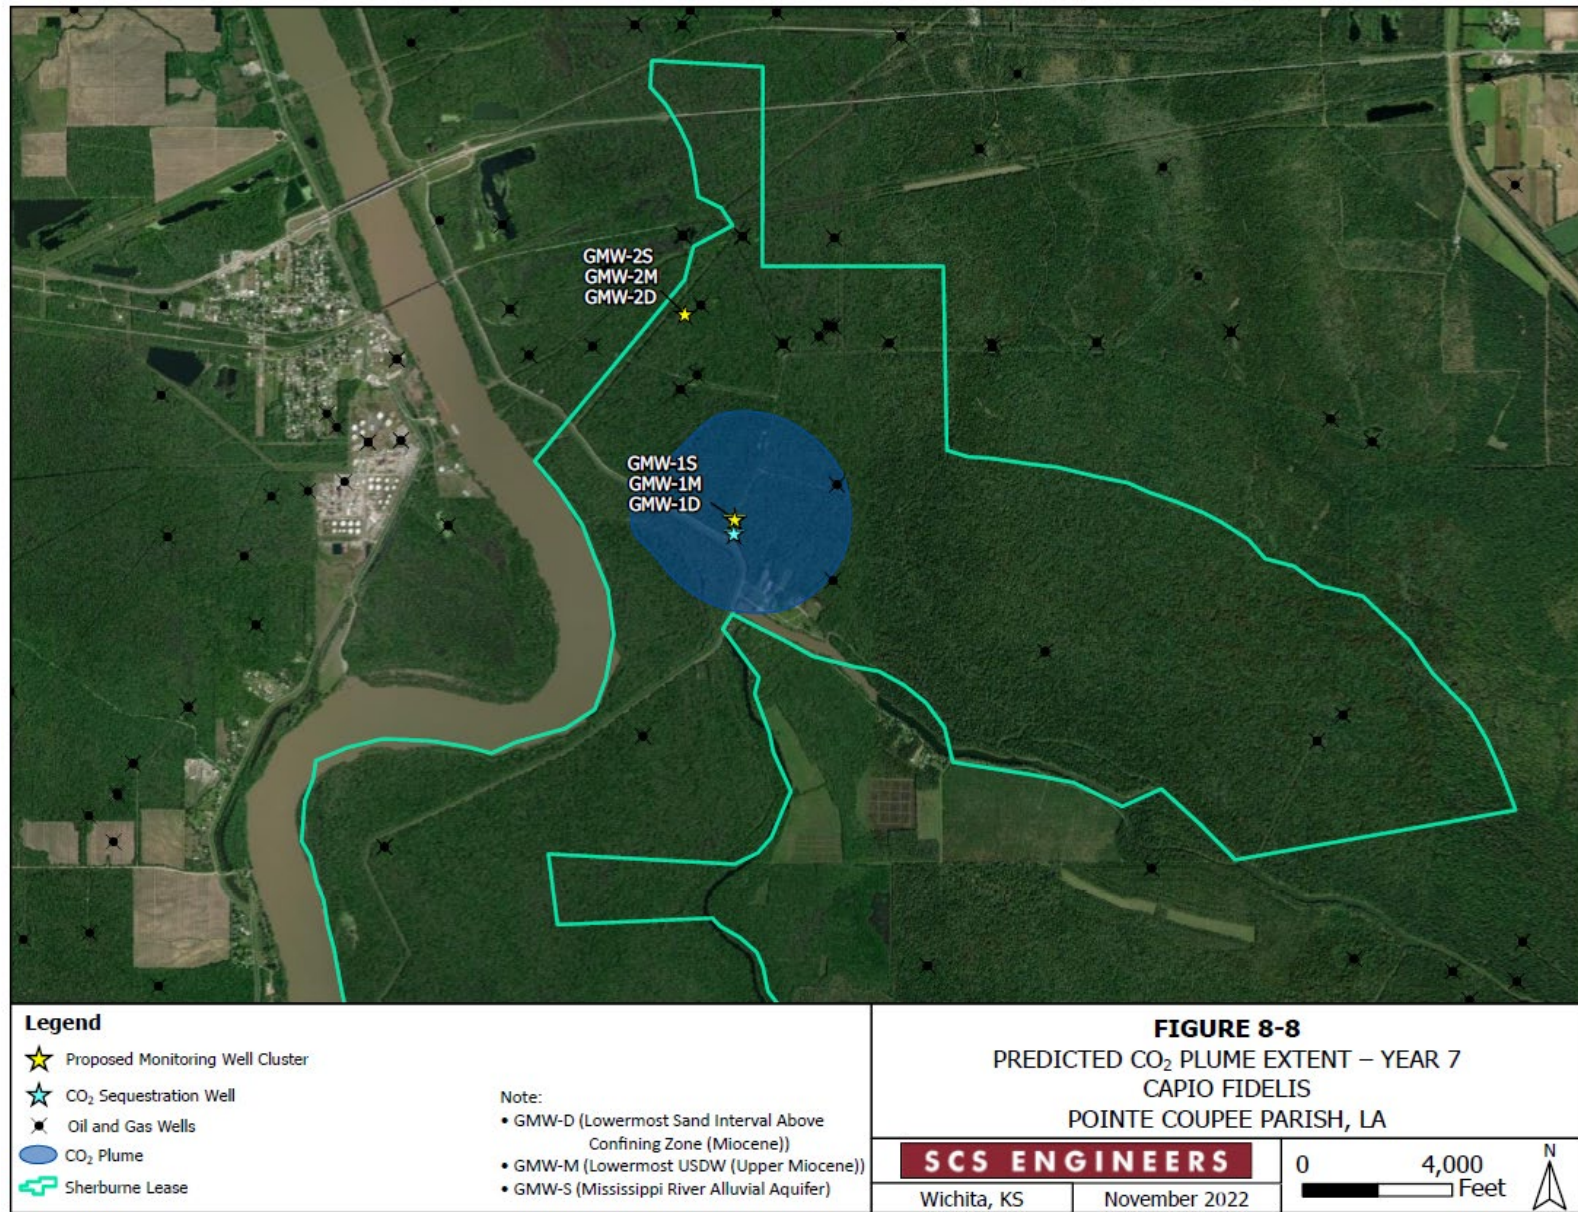 GMW-2S
GMW-2M
GMW-2D
GMW-1S
GMW-1M
GMW-1D
Legend
Proposed Monitoring Well Cluster
CO₂ Sequestration Well
Oil and Gas Wells
CO₂ Plume
Sherburne Lease
Note:
• GMW-D (Lowermost Sand Interval Above
Confining Zone (Miocene))
• GMW-M (Lowermost USDW (Upper Miocene))
• GMW-S (Mississippi River Alluvial Aquifer)
FIGURE 8-8
PREDICTED CO₂ PLUME EXTENT – YEAR 7
CAPIO FIDELIS
POINTE COUPEE PARISH, LA
SCS ENGINEERS
Wichita, KS
November 2022
0 4,000
Feet
N